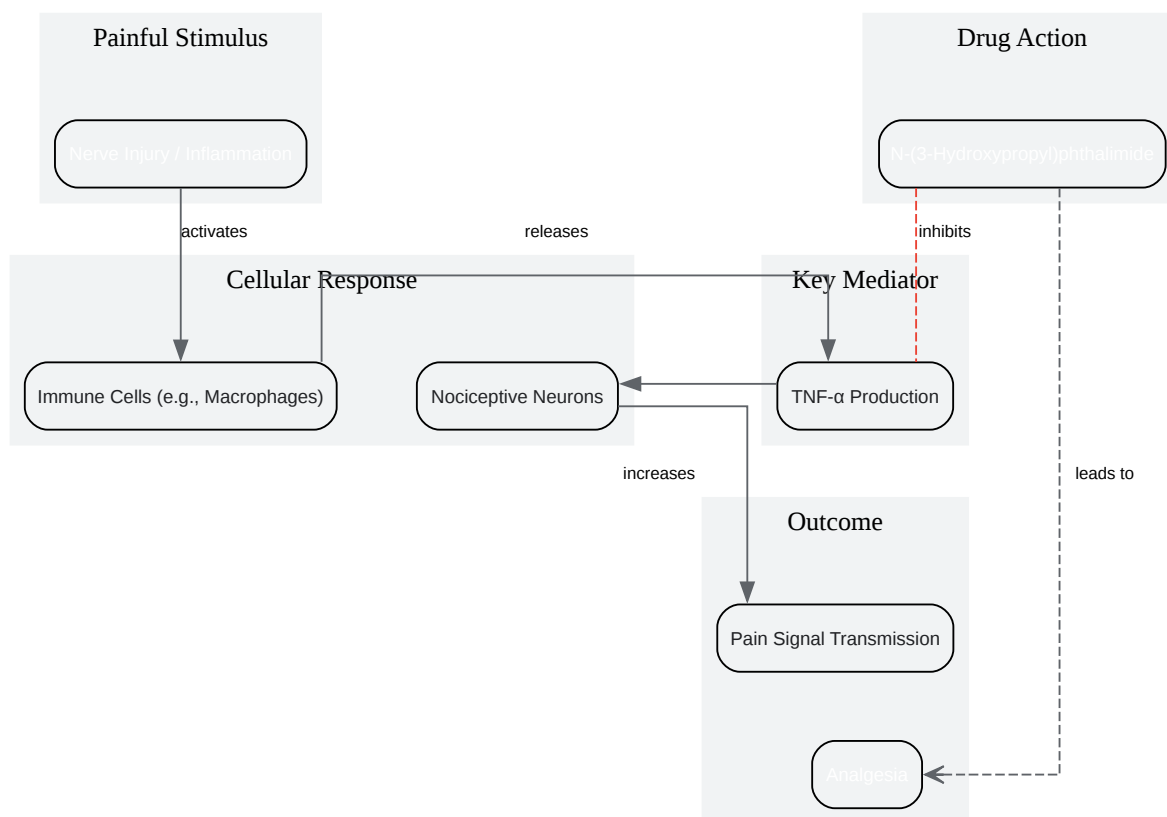 Painful Stimulus
Drug Action
Nerve Injury / Inflammation
N-(3-Hydroxypropyl)phthalimide
activates
releases
inhibits
Cellular Response
Key Mediator
Immune Cells (e.g., Macrophages)
Nociceptive Neurons
TNF-α Production
increases
leads to
Outcome
Pain Signal Transmission
Analgesia